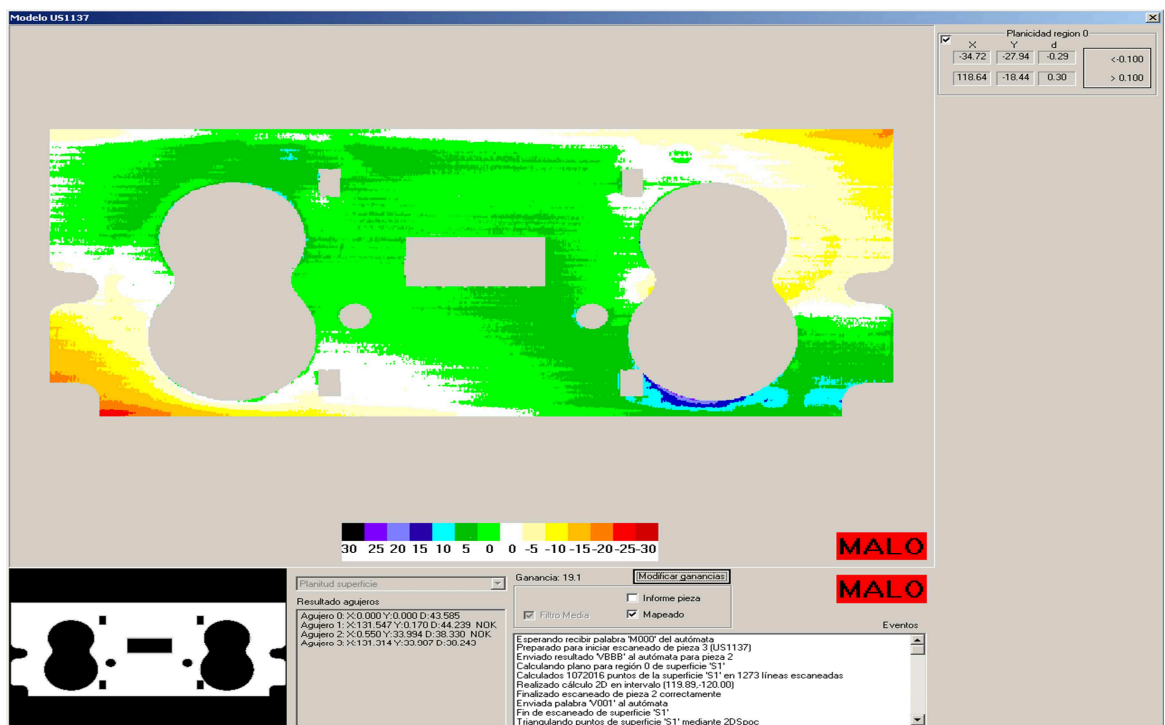 Modelo US1137
Planicidad region 0
X Y d
-34.72 -27.94 -0.29 <-0.100
118.64 -18.44 0.30 > 0.100
30 25 20 15 10 5 0 0 -5 -10 -15 -20 -25 -30
MALO
Planitud superficie
Resultado agujeros
Agujero 0: X:0.000 Y:0.000 D:43.585
Agujero 1: X:131.547 Y:0.170 D:44.239 NOK
Agujero 2: X:0.550 Y:33.994 D:38.330 NOK
Agujero 3: X:131.314 Y:33.967 D:38.243
Ganancia: 19.1 Modificar ganancias
Informe pieza
Filtro Media Mapeado
MALO
Eventos
Esperando recibir palabra 'M000' del autómata
Preparado para iniciar escaneado de pieza 3 (US1137)
Enviado resultado 'VBBB' al autómata para pieza 2
Calculando plano para región 0 de superficie 'S1'
Calculados 1072016 puntos de la superficie 'S1' en 1273 líneas escaneadas
Realizado cálculo 2D en intervalo (119.89,-120.00)
Finalizado escaneado de pieza 2 correctamente
Enviada palabra 'V001' al autómata
Fin de escaneado de superficie 'S1'
Triangulando puntos de superficie 'S1' mediante 2DSpoc